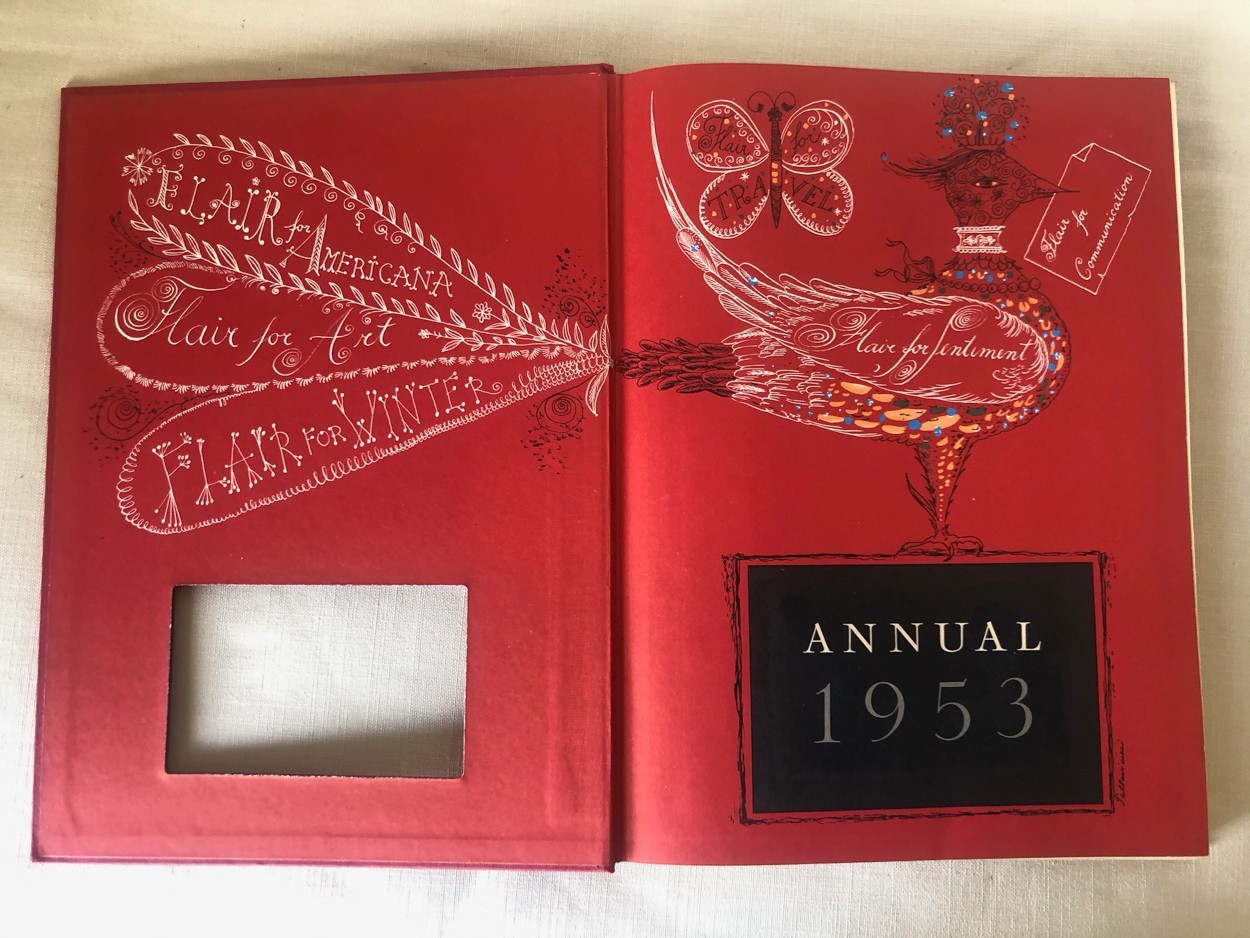 FLAIR for AMERICANA
Flair for Art
FLAIR FOR WINTER
Flair for
TRAVEL
Flair
for
Communication
Flair for Sentiment
ANNUAL
1953